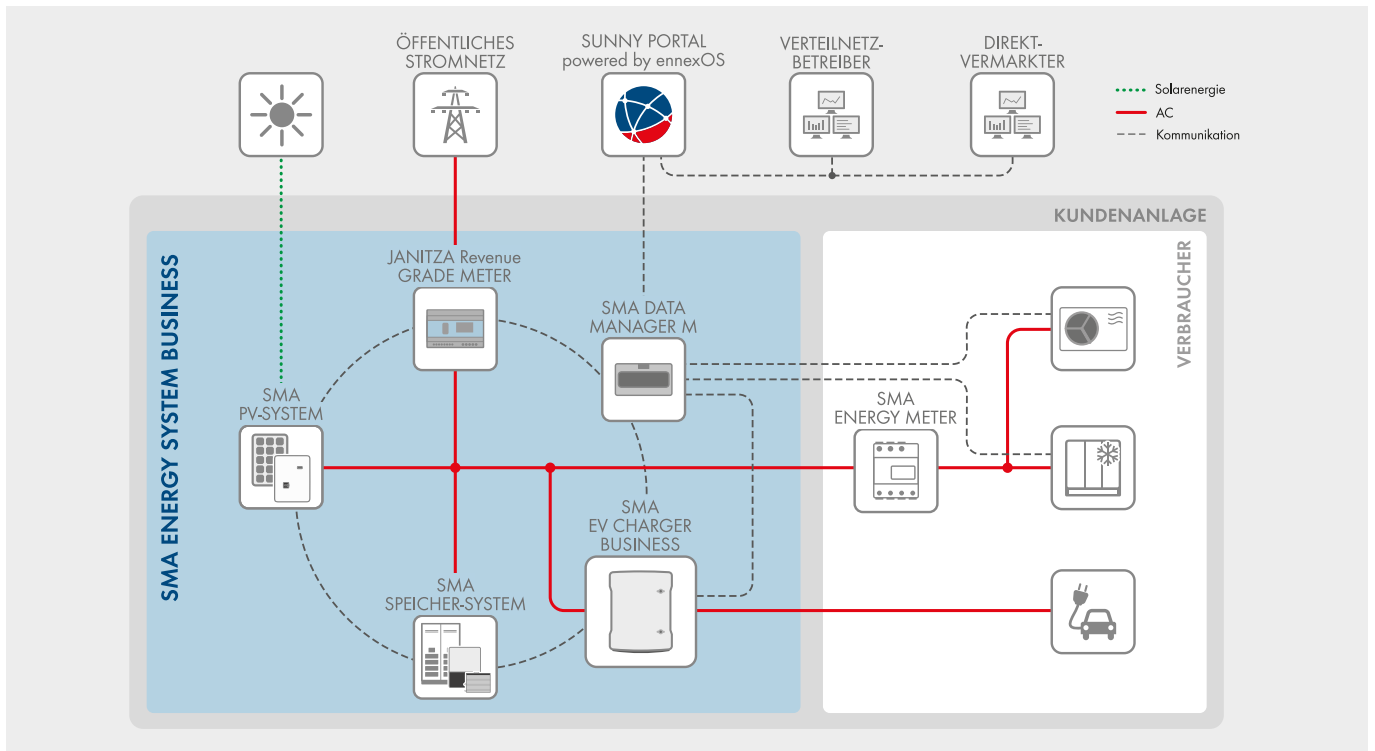 ÖFFENTLICHES
STROMNETZ
SUNNY PORTAL
powered by ennexOS
VERTEILNETZ-
BETREIBER
DIREKT-
VERMARKTER
Solarenergie
AC
Kommunikation
KUNDENANLAGE
SMA ENERGY SYSTEM BUSINESS
VERBRAUCHER
JANITZA Revenue
GRADE METER
SMA DATA
MANAGER M
SMA
PV-SYSTEM
SMA
ENERGY METER
SMA
EV CHARGER
BUSINESS
SMA
SPEICHER-SYSTEM